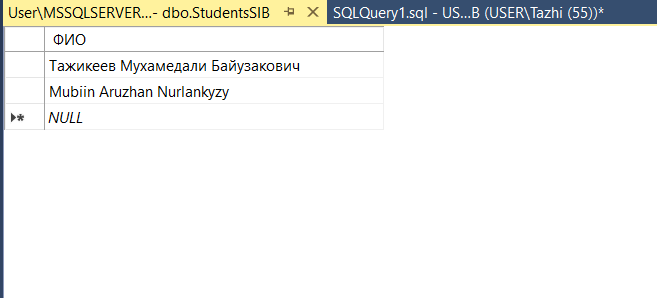 User\MSSQLSERVER...- dbo.StudentsSIB SQLQuery1.sql - US...B (USER\Tazhi (55))*
ФИО
Тажикеев Мухамедали Байузакович
Mubiin Aruzhan Nurlankyzy
NULL